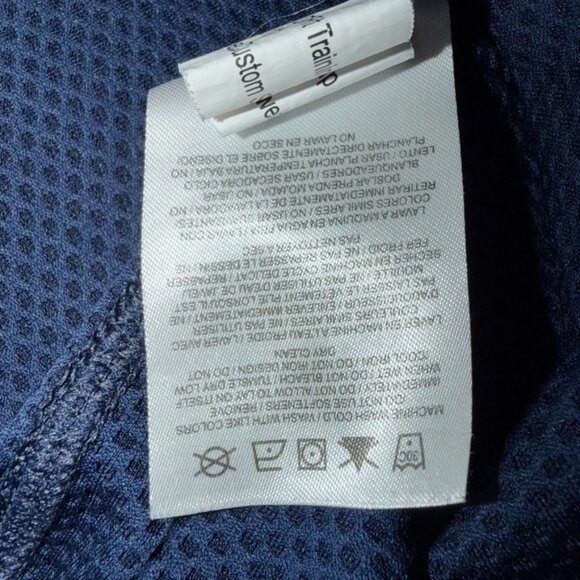 Trainin
custom we
30C
MACHINE WASH COLD / WASH WITH LIKE COLORS
/DO NOT USE SOFTENERS / REMOVE
IMMEDIATELY / DO NOT ALLOW TO LAY ON ITSELF
WHEN WET / DO NOT BLEACH / TUMBLE DRY LOW
/COOL IRON / DO NOT IRON DESIGN / DO NOT
DRY CLEAN
LAVER EN MACHINE A L'EAU FROIDE / LAVER AVEC
COULEURS SIMILAIRES / NE PAS UTILISER
D'ADOUCISSEUR / ENLEVER IMMEDIATEMENT / NE
PAS LAISSER LE VETEMENT PLIE LORSQU'IL EST
MOUILLE / NE PAS UTILISER D'EAU DE JAVEL /
SECHER EN MACHINE CYCLE DELICAT / REPASSER
FER FROID / NE PAS REPASSER LE DESSIN / NE
PAS NETTOYER A SEC
LAVAR A MAQUINA EN AGUA FRIA / LAVAR CON
COLORES SIMILARES / NO USAR SUAVIZANTES /
RETIRAR INMEDIATAMENTE DE LA LAVADORA / NO
DOBLAR PRENDA MOJADA / NO USAR
BLANQUEADORES / USAR SECADORA CICLO
LENTO / USAR PLANCHA TEMPERATURA BAJA / NO
PLANCHAR DIRECTAMENTE SOBRE EL DISENO /
NO LAVAR EN SECO